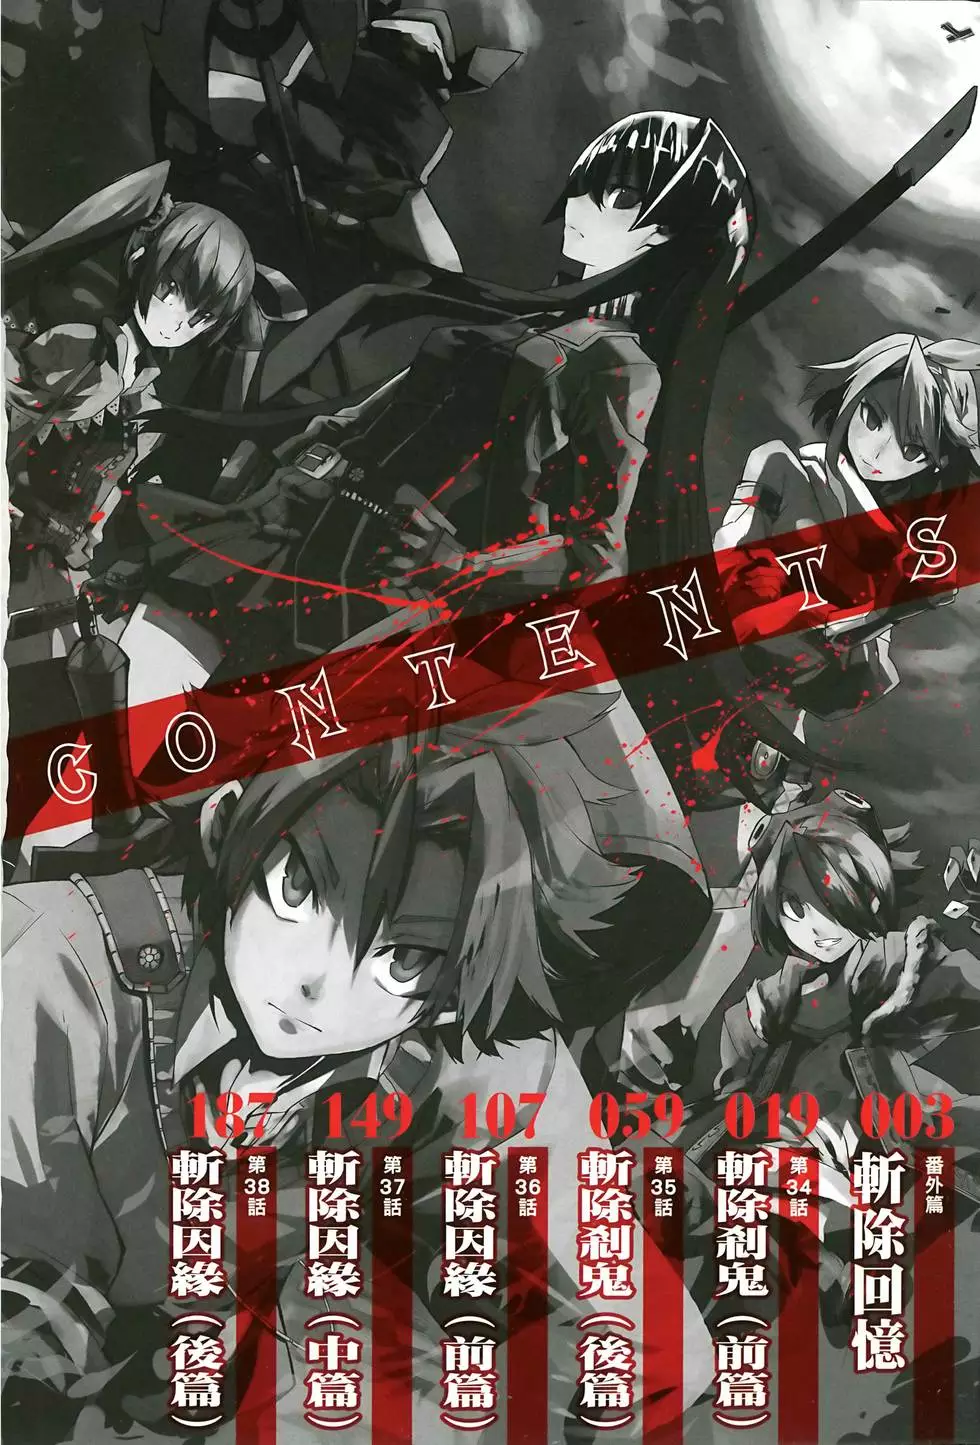 CONTENTS
003
番外篇
斬除回憶
019
第34話
斬除剎鬼(前篇)
059
第35話
斬除剎鬼(後篇)
107
第36話
斬除因緣(前篇)
149
第37話
斬除因緣(中篇)
187
第38話
斬除因緣(後篇)